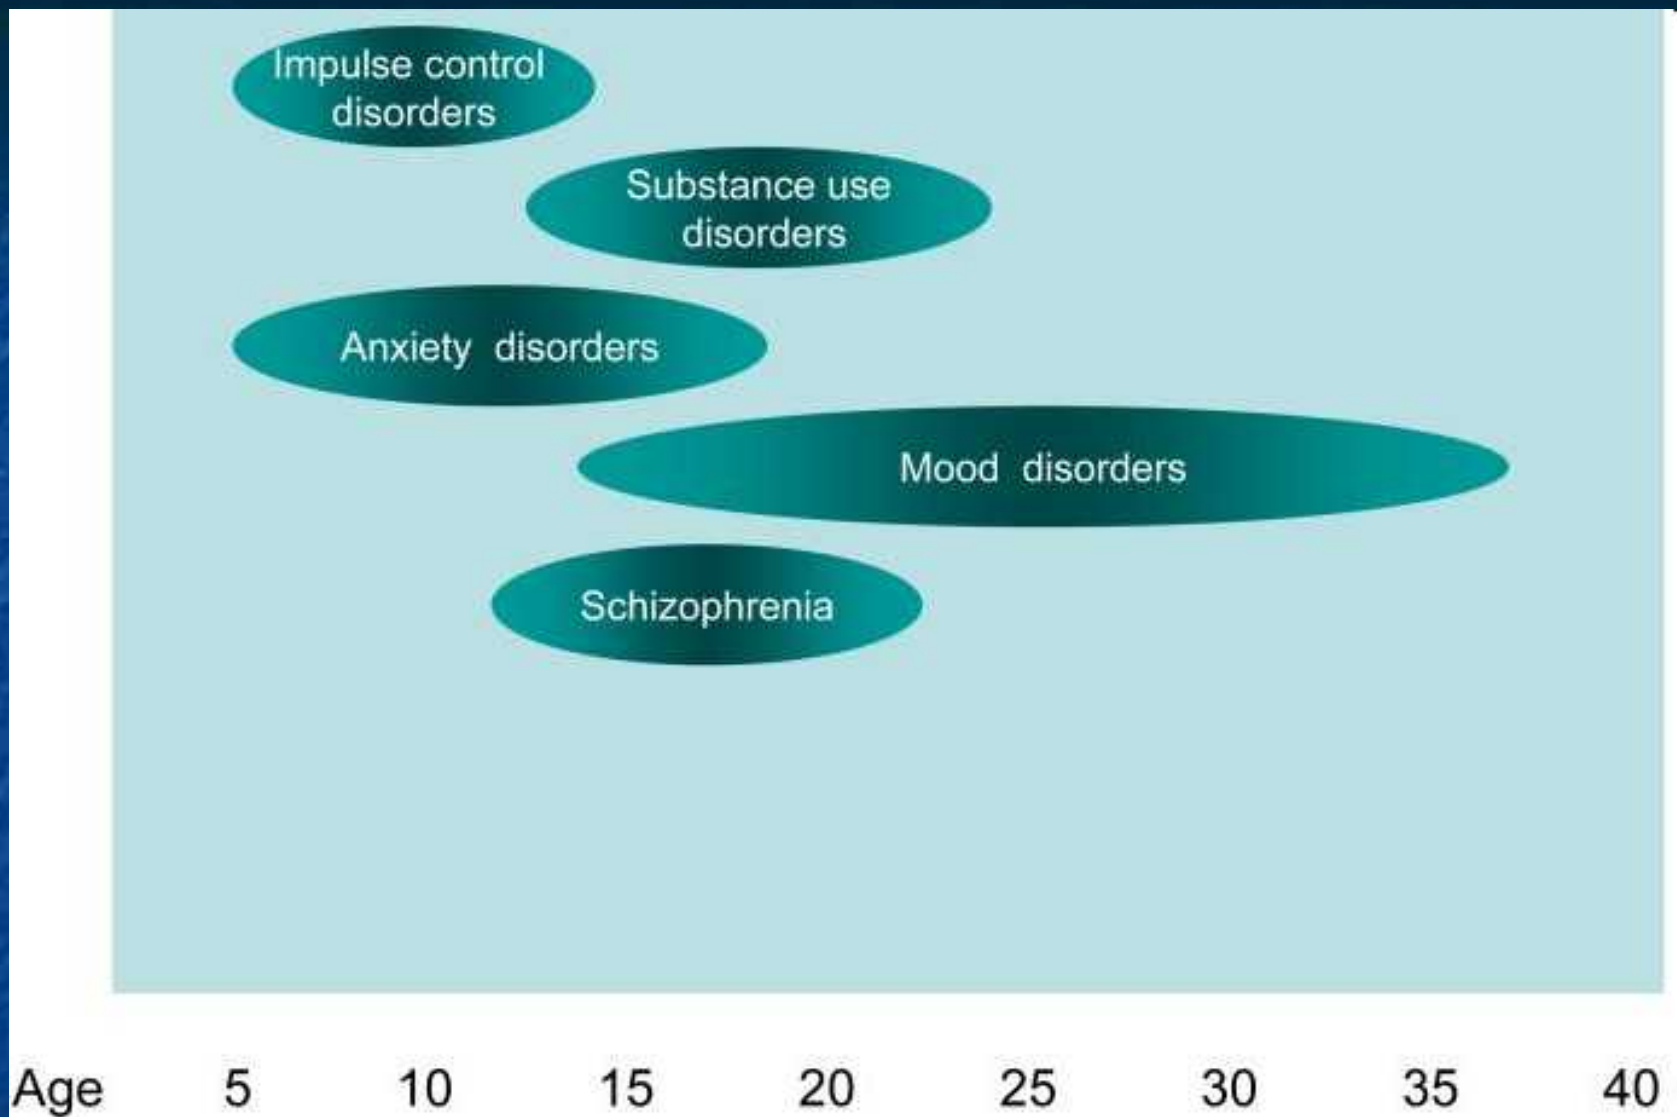 Impulse control
disorders
Substance use
disorders
Anxiety disorders
Mood disorders
Schizophrenia
Age 5 10 15 20 25 30 35 40